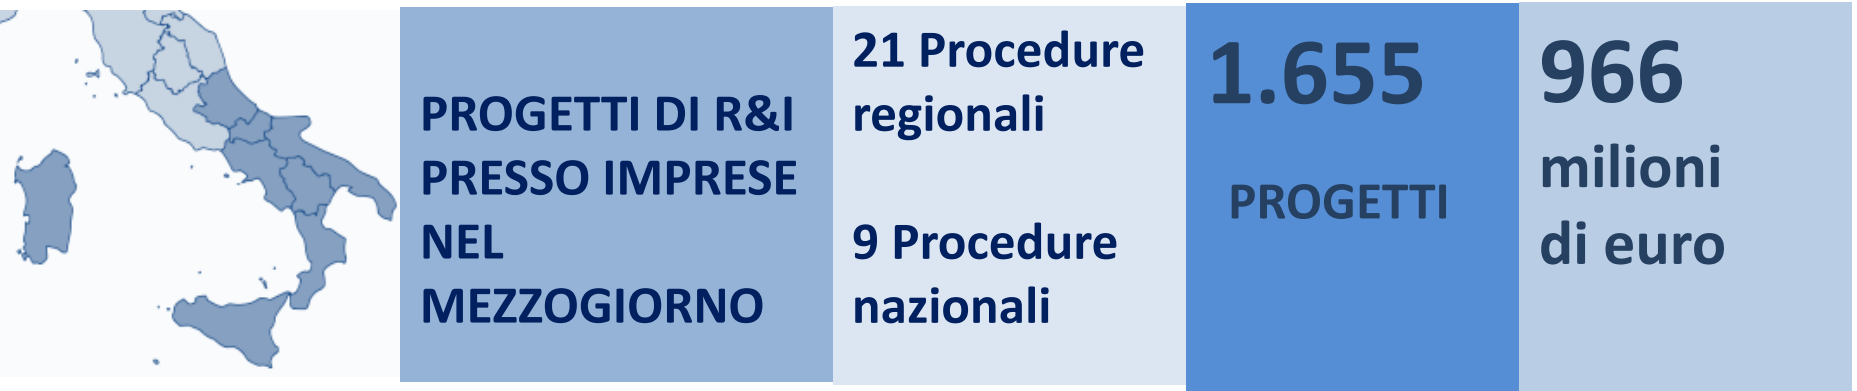 PROGETTI DI R&I
PRESSO IMPRESE
NEL
MEZZOGIORNO
21 Procedure
regionali
9 Procedure
nazionali
1.655
PROGETTI
966
milioni
di euro